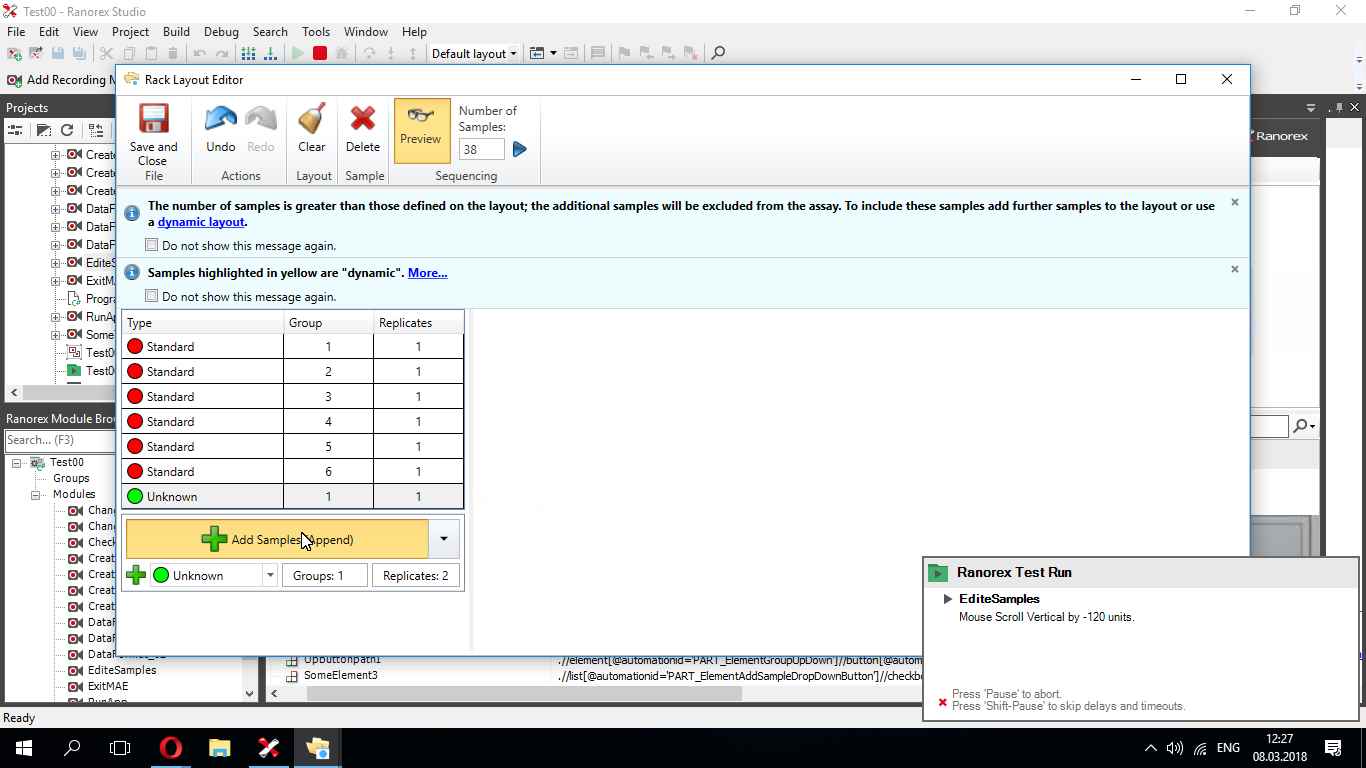 Test00 - Ranorex Studio
File Edit View Project Build Debug Search Tools Window Help
Default layout
Add Recording M
Rack Layout Editor
Projects
Ranorex
Save and
Close
File
Undo Redo
Actions
Clear
Layout
Delete
Sample
Preview
Number of
Samples:
38
Sequencing
The number of samples is greater than those defined on the layout; the additional samples will be excluded from the assay. To include these samples add further samples to the layout or use
a dynamic layout.
Do not show this message again.
Samples highlighted in yellow are "dynamic". More...
Do not show this message again.
Type Group Replicates
Standard 1 1
Standard 2 1
Standard 3 1
Standard 4 1
Standard 5 1
Standard 6 1
Unknown 1 1
Add Samples ppend)
Unknown Groups: 1 Replicates: 2
Creat
Creat
Creat
DataF
DataF
DataF
EditeS
ExitM
Progr
RunA
Some
Test0
Test0
Ranorex Module Bro
Search... (F3)
Test00
Groups
Modules
Chan
Chan
Check
Creat
Creat
Creat
Creat
DataF
DataF
EditeSamples
ExitMAE
UpButtonpath1 .//element[@automationid='PART_ElementGroupUpDown']//button[@autom
SomeElement3 .//list[@automationid='PART_ElementAddSampleDropDownButton']//checkb
Ranorex Test Run
EditeSamples
Mouse Scroll Vertical by -120 units.
Press 'Pause' to abort.
Press 'Shift-Pause' to skip delays and timeouts.
Ready
ENG
12:27
08.03.2018